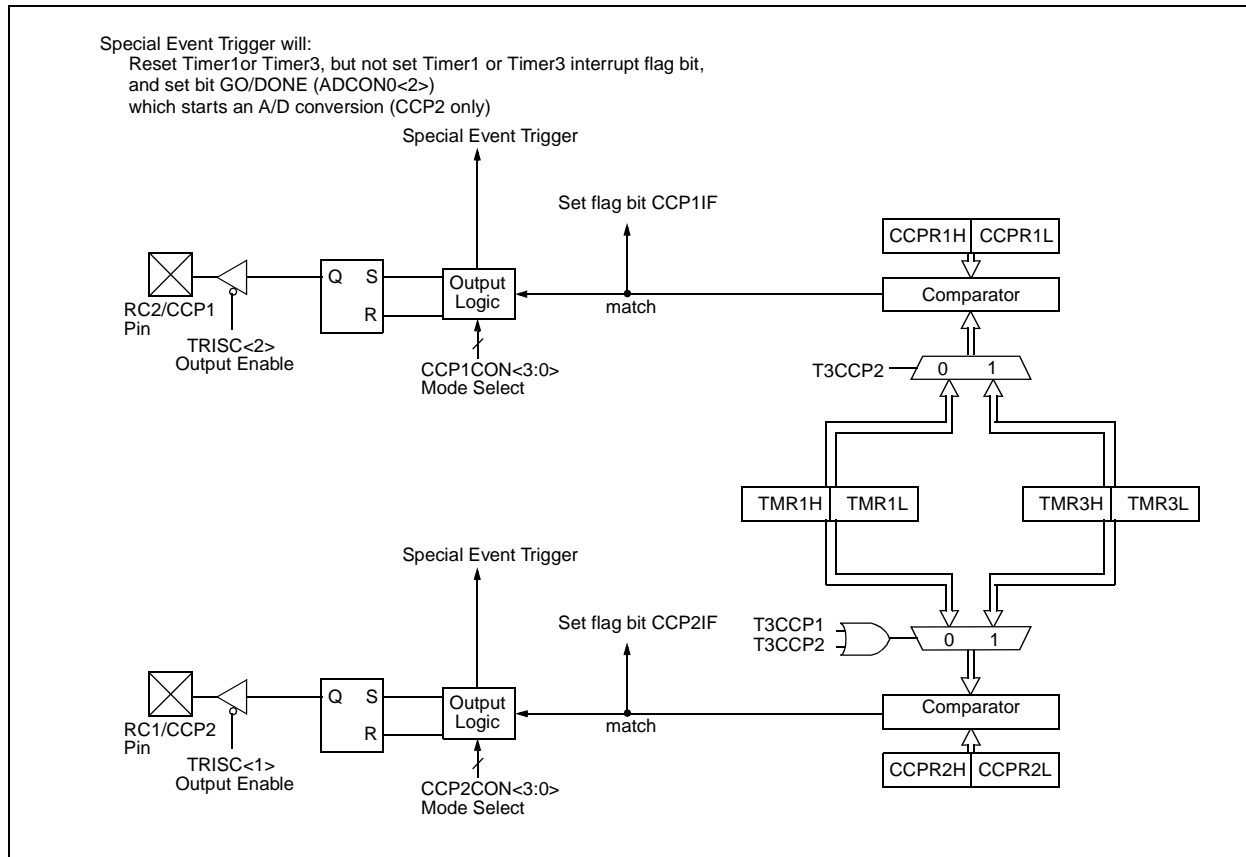 Special Event Trigger will:
Reset Timer1or Timer3, but not set Timer1 or Timer3 interrupt flag bit,
and set bit GO/DONE (ADCON0<2>)
which starts an A/D conversion (CCP2 only)
Special Event Trigger
Set flag bit CCP1IF
CCPR1H CCPR1L
Q S
R
Output
Logic
Comparator
match
RC2/CCP1
Pin
TRISC<2>
Output Enable
CCP1CON<3:0>
Mode Select
T3CCP2
0 1
TMR1H TMR1L
TMR3H TMR3L
Special Event Trigger
Set flag bit CCP2IF
T3CCP1
T3CCP2
0 1
Q S
R
Output
Logic
Comparator
match
RC1/CCP2
Pin
TRISC<1>
Output Enable
CCP2CON<3:0>
Mode Select
CCPR2H CCPR2L